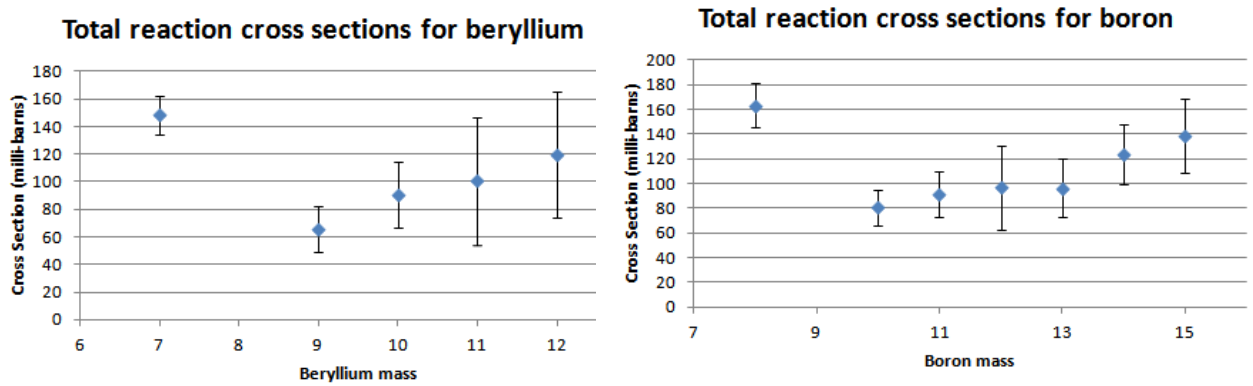 Total reaction cross sections for beryllium
Cross Section (milli-barns)
180
160
140
120
100
80
60
40
20
0
6 7 8 9 10 11 12
Beryllium mass
Total reaction cross sections for boron
Cross Section (milli-barns)
200
180
160
140
120
100
80
60
40
20
0
7 9 11 13 15
Boron mass